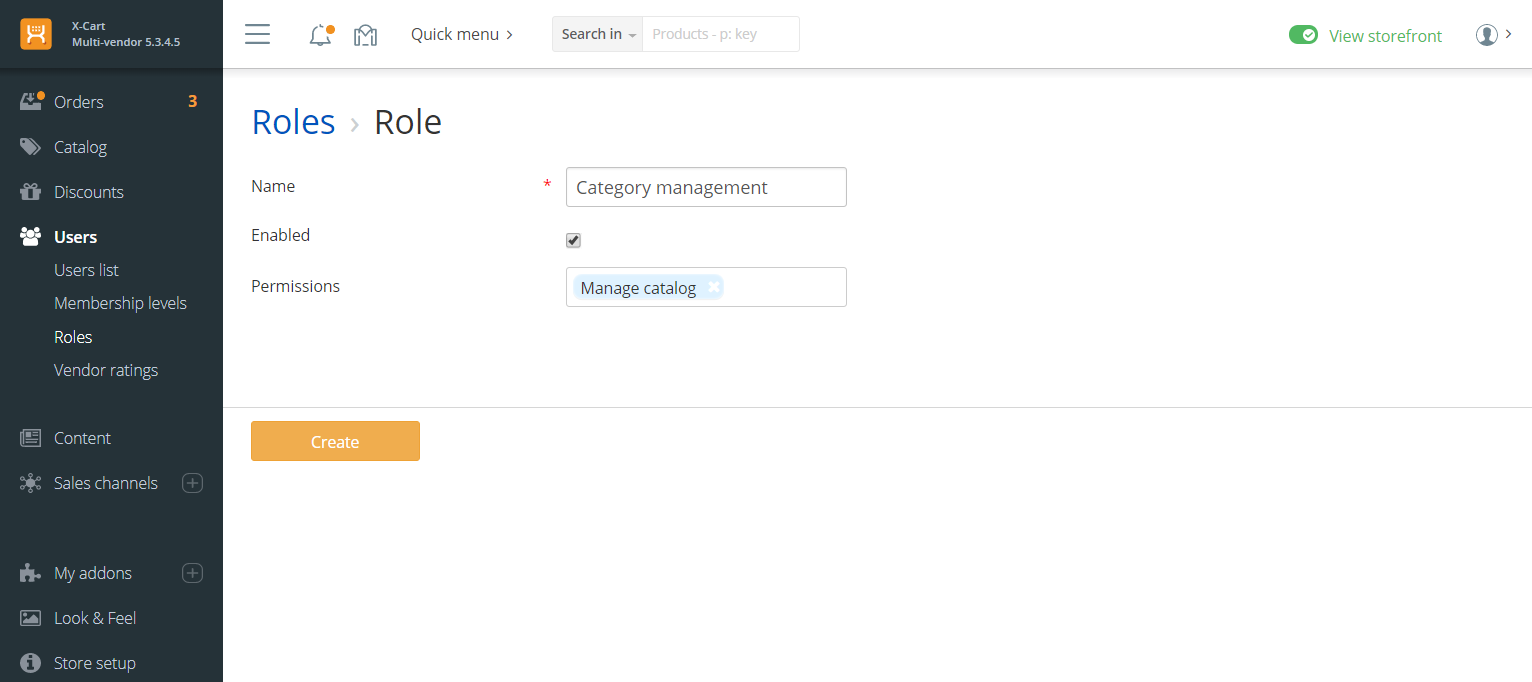 X-Cart
Multi-vendor 5.3.4.5
Quick menu
Search in
Products - p: key
View storefront
Orders 3
Catalog
Discounts
Users
Users list
Membership levels
Roles
Vendor ratings
Content
Sales channels
My addons
Look & Feel
Store setup
Roles › Role
Name * Category management
Enabled
Permissions Manage catalog
Create